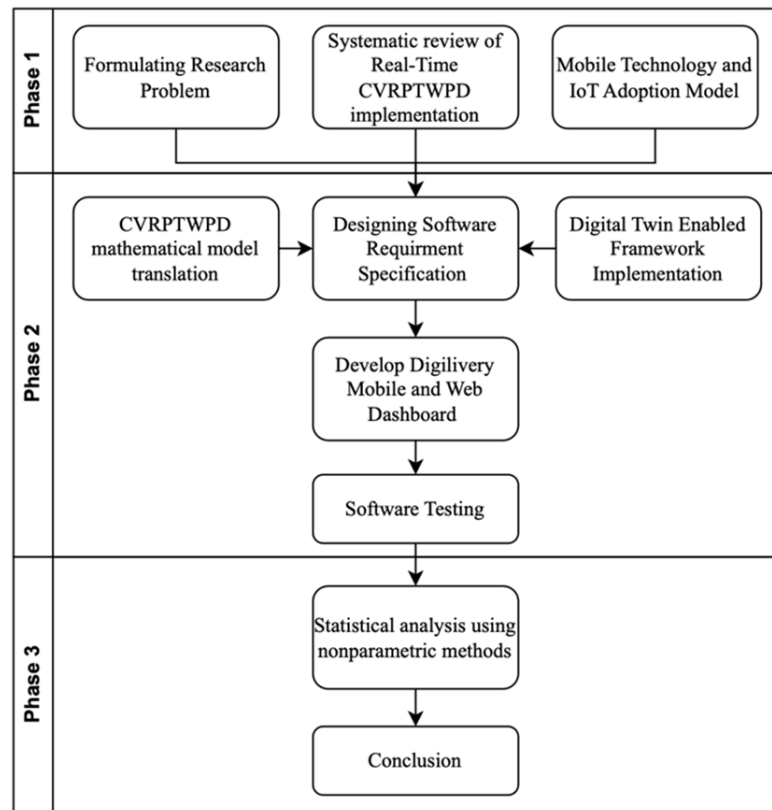 Phase 1
Formulating Research
Problem
Systematic review of
Real-Time
CVRPTWPD
implementation
Mobile Technology and
IoT Adoption Model
Phase 2
CVRPTWPD
mathematical model
translation
Designing Software
Requirment
Specification
Digital Twin Enabled
Framework
Implementation
Develop Digilivery
Mobile and Web
Dashboard
Software Testing
Phase 3
Statistical analysis using
nonparametric methods
Conclusion